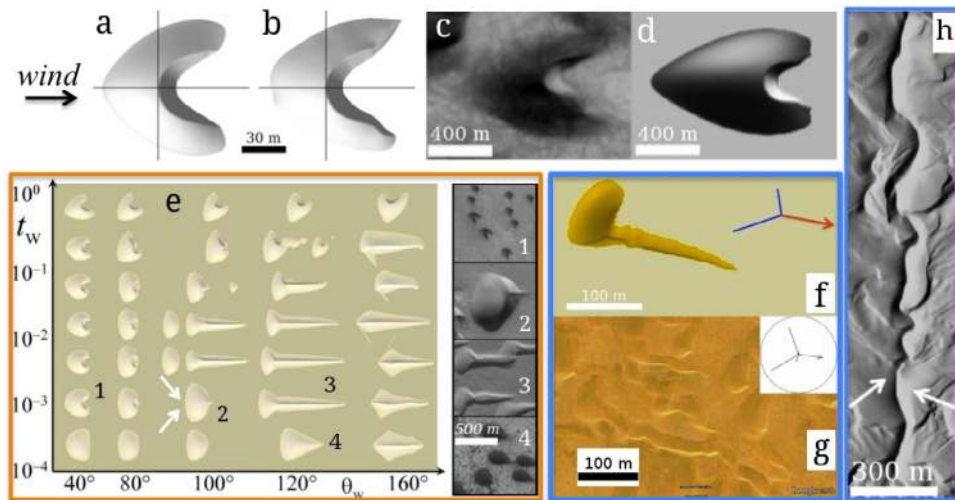 a
b
c
d
h
wind
30 m
400 m
400 m
e
10⁰
t_w
10⁻¹
10⁻²
10⁻³
10⁻⁴
1
2
3
4
40°
80°
100°
120°
θ_w
160°
1
2
3
500 m
4
100 m
f
100 m
g
300 m